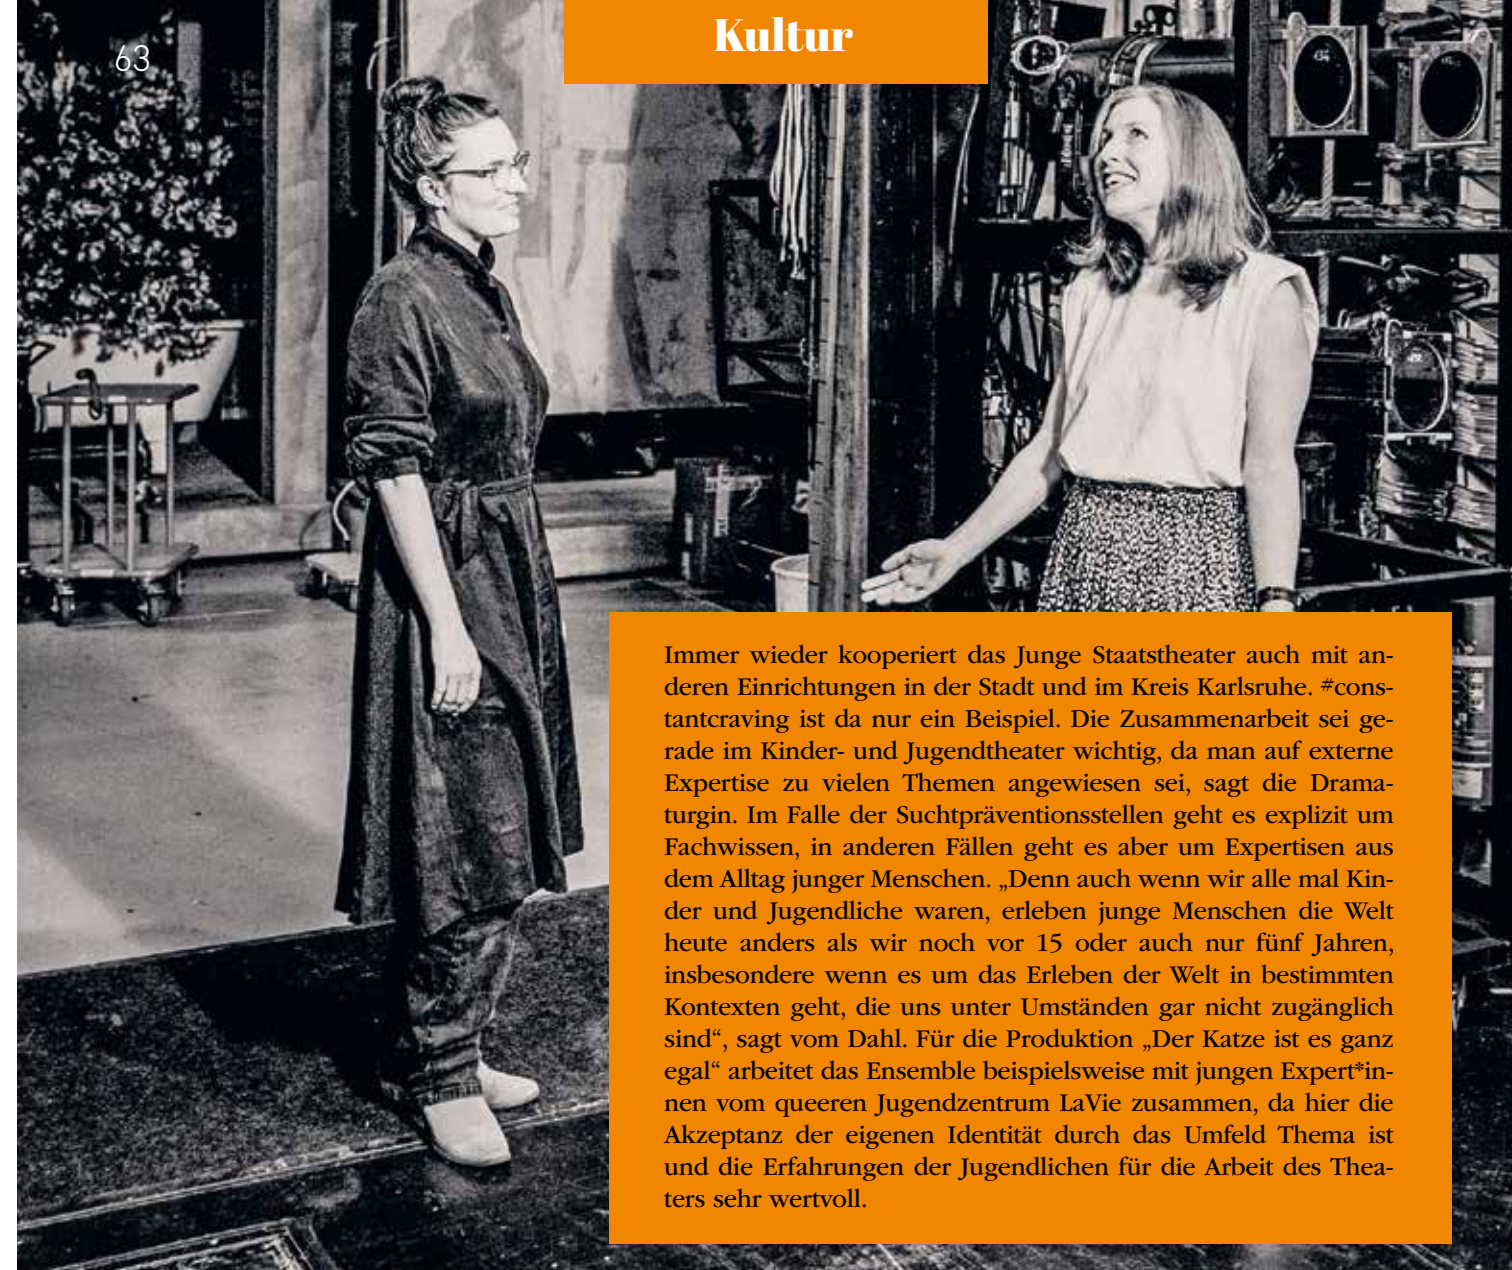 63
Kultur
Immer wieder kooperiert das Junge Staatstheater auch mit an-
deren Einrichtungen in der Stadt und im Kreis Karlsruhe. #cons-
tantcraving ist da nur ein Beispiel. Die Zusammenarbeit sei ge-
rade im Kinder- und Jugendtheater wichtig, da man auf externe
Expertise zu vielen Themen angewiesen sei, sagt die Drama-
turgin. Im Falle der Suchtpräventionsstellen geht es explizit um
Fachwissen, in anderen Fällen geht es aber um Expertisen aus
dem Alltag junger Menschen. „Denn auch wenn wir alle mal Kin-
der und Jugendliche waren, erleben junge Menschen die Welt
heute anders als wir noch vor 15 oder auch nur fünf Jahren,
insbesondere wenn es um das Erleben der Welt in bestimmten
Kontexten geht, die uns unter Umständen gar nicht zugänglich
sind“, sagt vom Dahl. Für die Produktion „Der Katze ist es ganz
egal“ arbeitet das Ensemble beispielsweise mit jungen Expert*in-
nen vom queeren Jugendzentrum LaVie zusammen, da hier die
Akzeptanz der eigenen Identität durch das Umfeld Thema ist
und die Erfahrungen der Jugendlichen für die Arbeit des Thea-
ters sehr wertvoll.